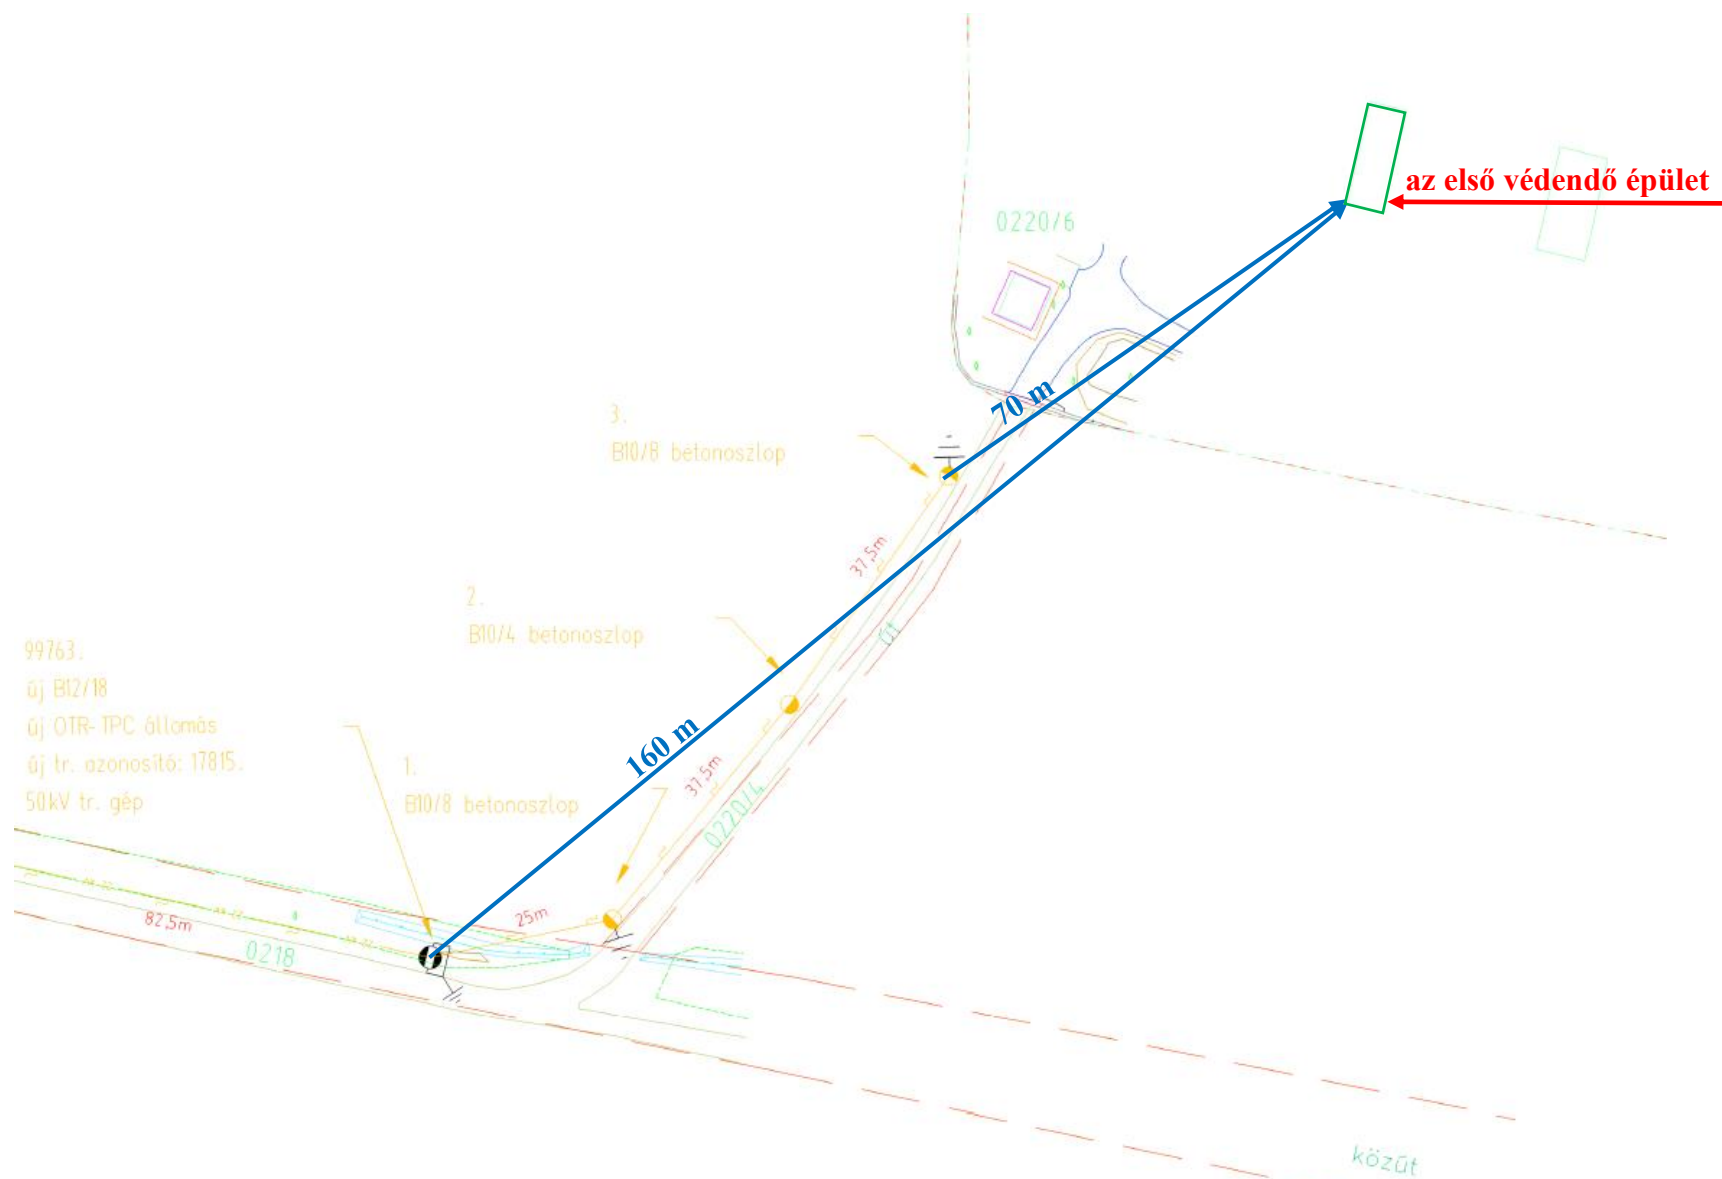 az első védendő épület
0220/6
70 m
3.
B10/8 betonoszlop
37,5m
2.
B10/4 betonoszlop
út
99763.
új B12/18
új OTR-TPC állomás
új tr. azonosító: 17815.
50kV tr. gép
160 m
37,5m
1.
B10/8 betonoszlop
0220/4
82,5m
25m
0218
közút